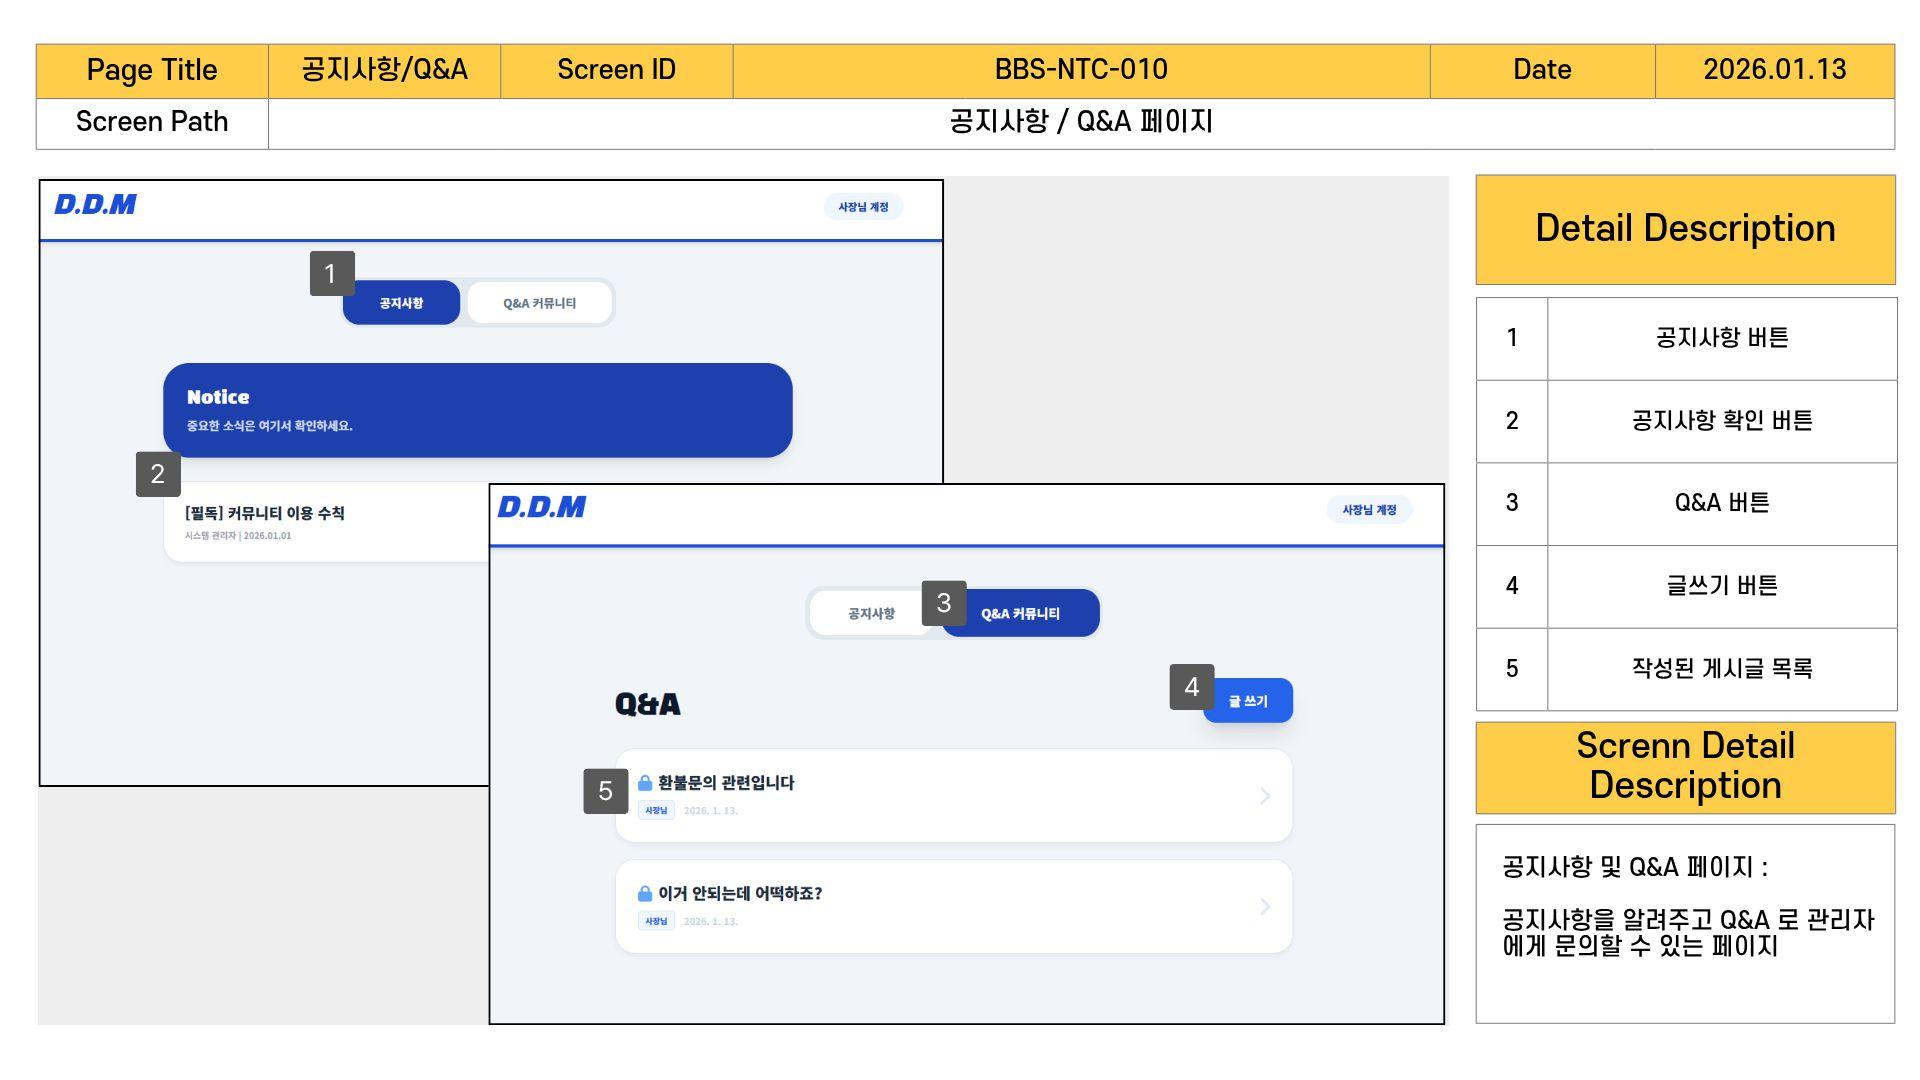 Page Title 공지사항/Q&A Screen ID BBS-NTC-010 Date 2026.01.13
Screen Path 공지사항 / Q&A 페이지
D.D.M
사장님 계정
1
공지사항 Q&A 커뮤니티
Notice
중요한 소식은 여기서 확인하세요.
2
[필독] 커뮤니티 이용 수칙
시스템 관리자 | 2026.01.01
D.D.M
사장님 계정
공지사항
3
Q&A 커뮤니티
Q&A
4
글 쓰기
5
환불문의 관련입니다
사장님 2026. 1. 13.
이거 안되는데 어떡하죠?
사장님 2026. 1. 13.
Detail Description
1 공지사항 버튼
2 공지사항 확인 버튼
3 Q&A 버튼
4 글쓰기 버튼
5 작성된 게시글 목록
Screnn Detail
Description
공지사항 및 Q&A 페이지 :
공지사항을 알려주고 Q&A 로 관리자
에게 문의할 수 있는 페이지